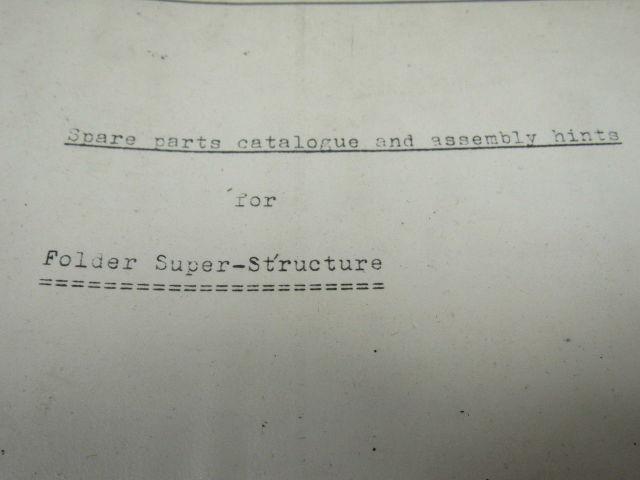 Spare parts catalogue and assembly hints
for
Folder Super-Structure
=======================